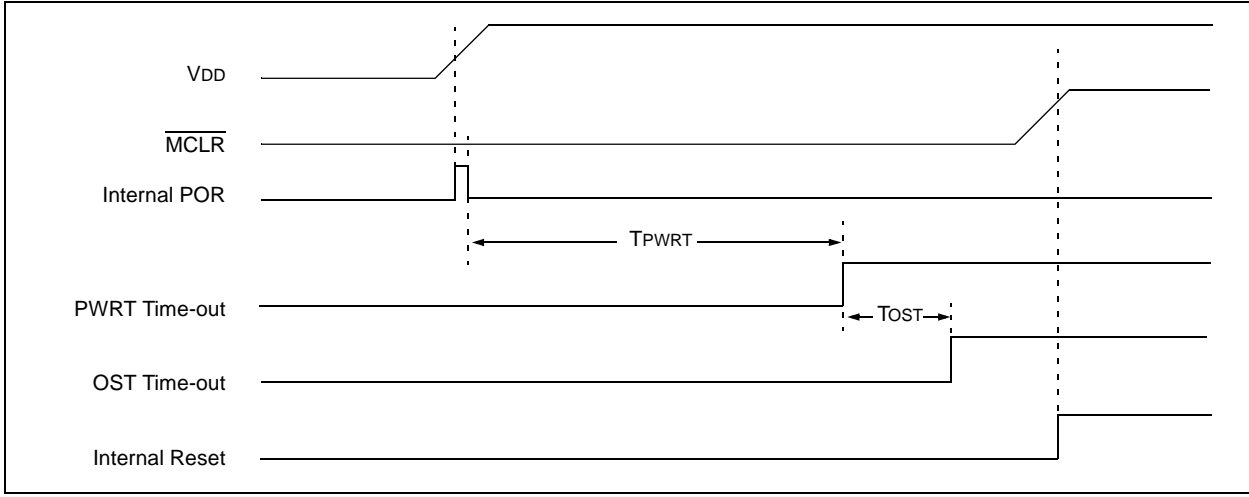 VDD
MCLR
Internal POR
TPWRT
PWRT Time-out
TOST
OST Time-out
Internal Reset